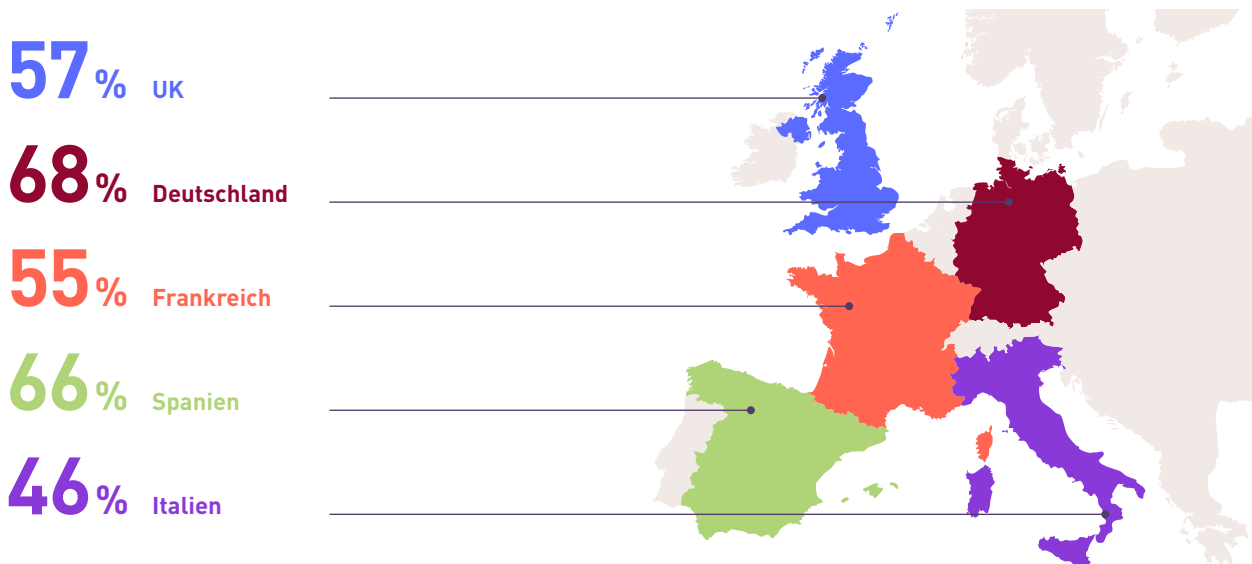 57 % UK
68 % Deutschland
55 % Frankreich
66 % Spanien
46 % Italien